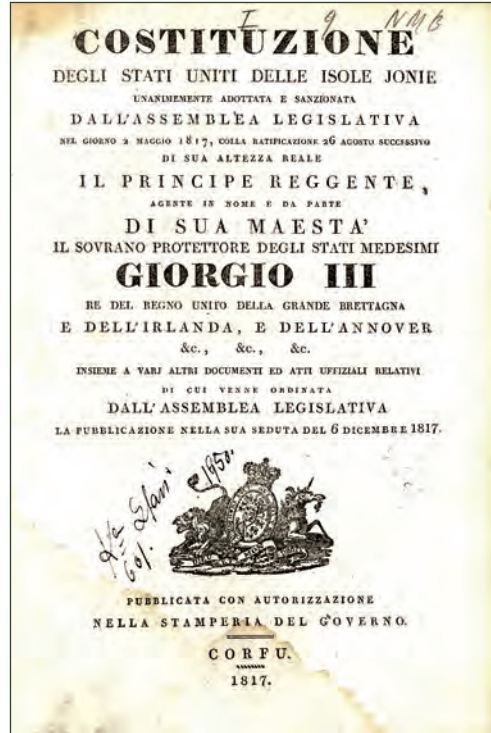 I 9 NMB
COSTITUZIONE
DEGLI STATI UNITI DELLE ISOLE JONIE
UNANIMEMENTE ADOTTATA E SANZIONATA
DALL'ASSEMBLEA LEGISLATIVA
NEL GIORNO 2 MAGGIO 1817, COLLA RATIFICAZIONE 26 AGOSTO SUCCESSIVO
DI SUA ALTEZZA REALE
IL PRINCIPE REGGENTE,
AGENTE IN NOME E DA PARTE
DI SUA MAESTA'
IL SOVRANO PROTETTORE DEGLI STATI MEDESIMI
GIORGIO III
RE DEL REGNO UNITO DELLA GRANDE BRETTAGNA
E DELL'IRLANDA, E DELL'ANNOVER
&c., &c., &c.
INSIEME A VARJ ALTRI DOCUMENTI ED ATTI UFFIZIALI RELATIVI
DI CUI VENNE ORDINATA
DALL'ASSEMBLEA LEGISLATIVA
LA PUBBLICAZIONE NELLA SUA SEDUTA DEL 6 DICEMBRE 1817.
1950.
PUBBLICATA CON AUTORIZZAZIONE
NELLA STAMPERIA DEL GOVERNO.
CORFU.
1817.